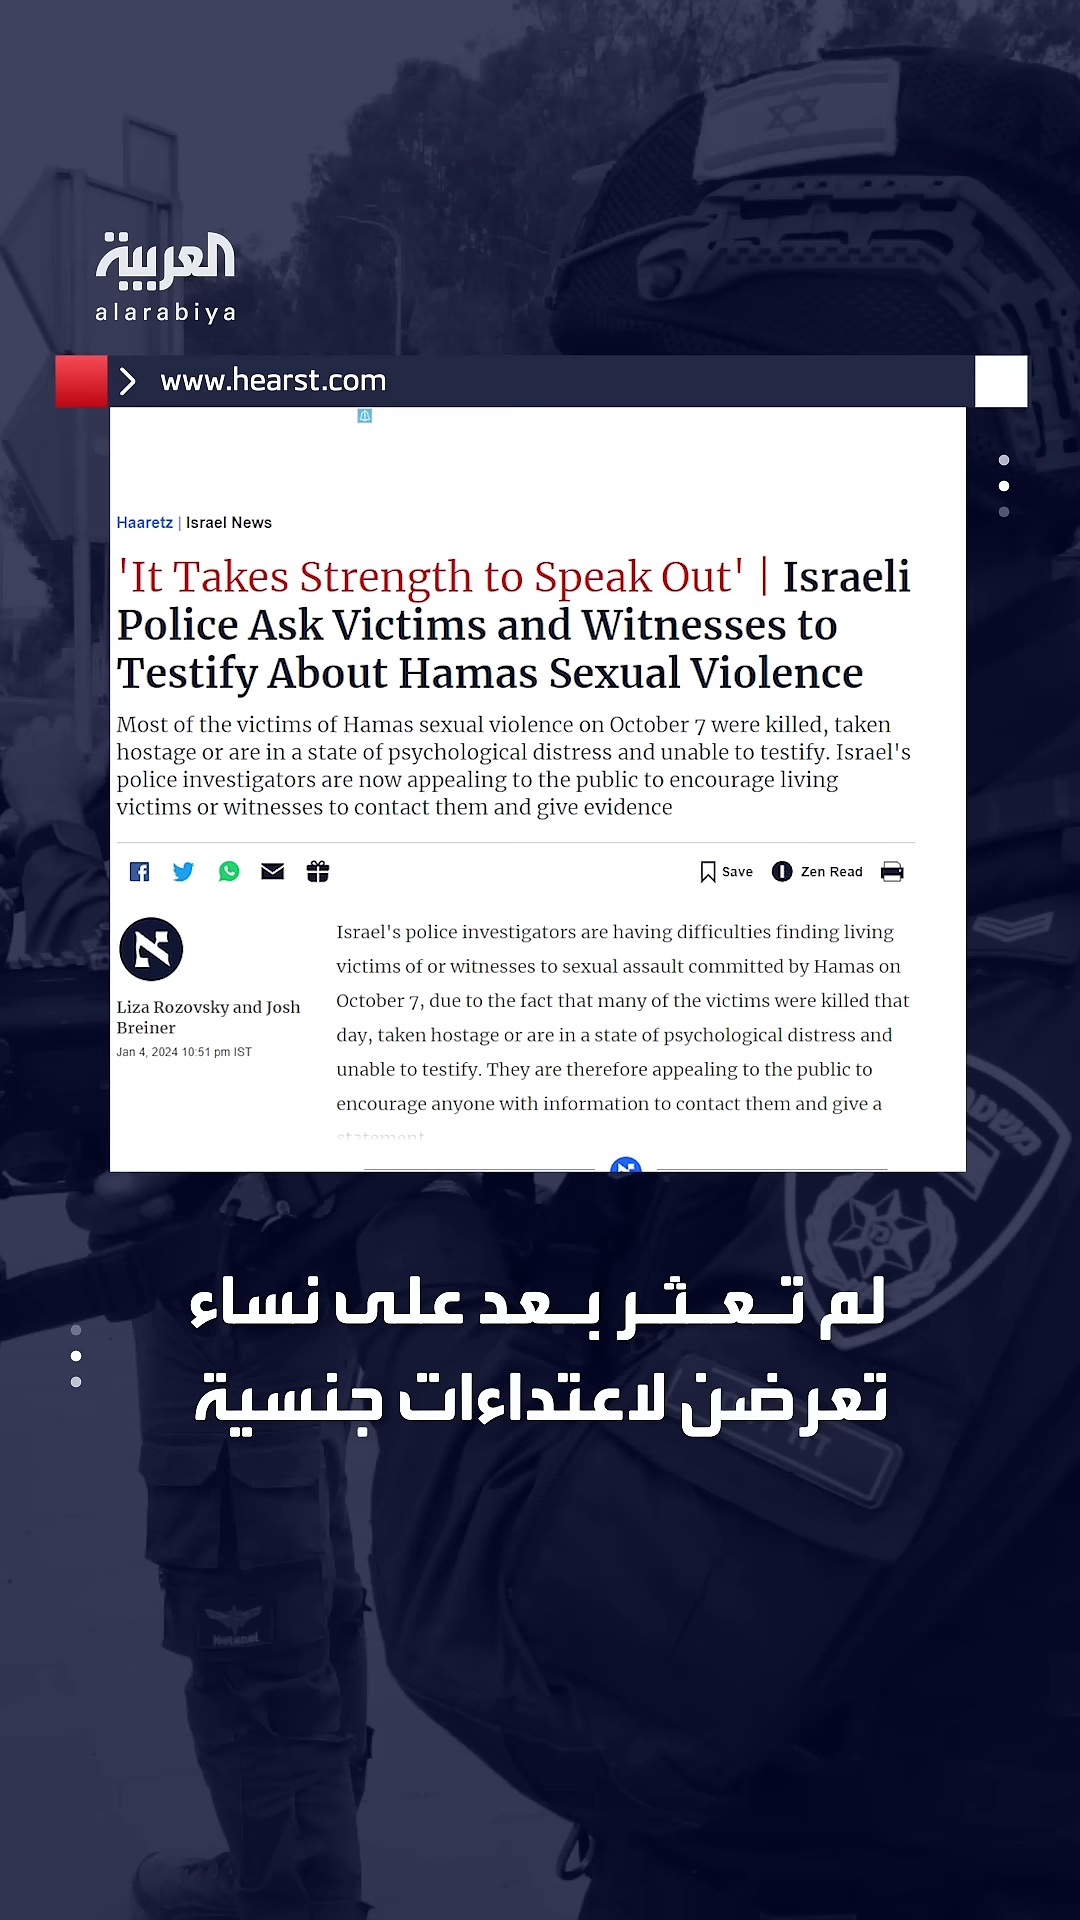 العربية
alarabiya
www.hearst.com
Haaretz | Israel News
'It Takes Strength to Speak Out' | Israeli
Police Ask Victims and Witnesses to
Testify About Hamas Sexual Violence
Most of the victims of Hamas sexual violence on October 7 were killed, taken
hostage or are in a state of psychological distress and unable to testify. Israel's
police investigators are now appealing to the public to encourage living
victims or witnesses to contact them and give evidence
Save Zen Read
Israel's police investigators are having difficulties finding living
victims of or witnesses to sexual assault committed by Hamas on
October 7, due to the fact that many of the victims were killed that
day, taken hostage or are in a state of psychological distress and
unable to testify. They are therefore appealing to the public to
encourage anyone with information to contact them and give a
statement
Liza Rozovsky and Josh
Breiner
Jan 4, 2024 10:51 pm IST
لم تعثر بعد على نساء
تعرضن لاعتداءات جنسية